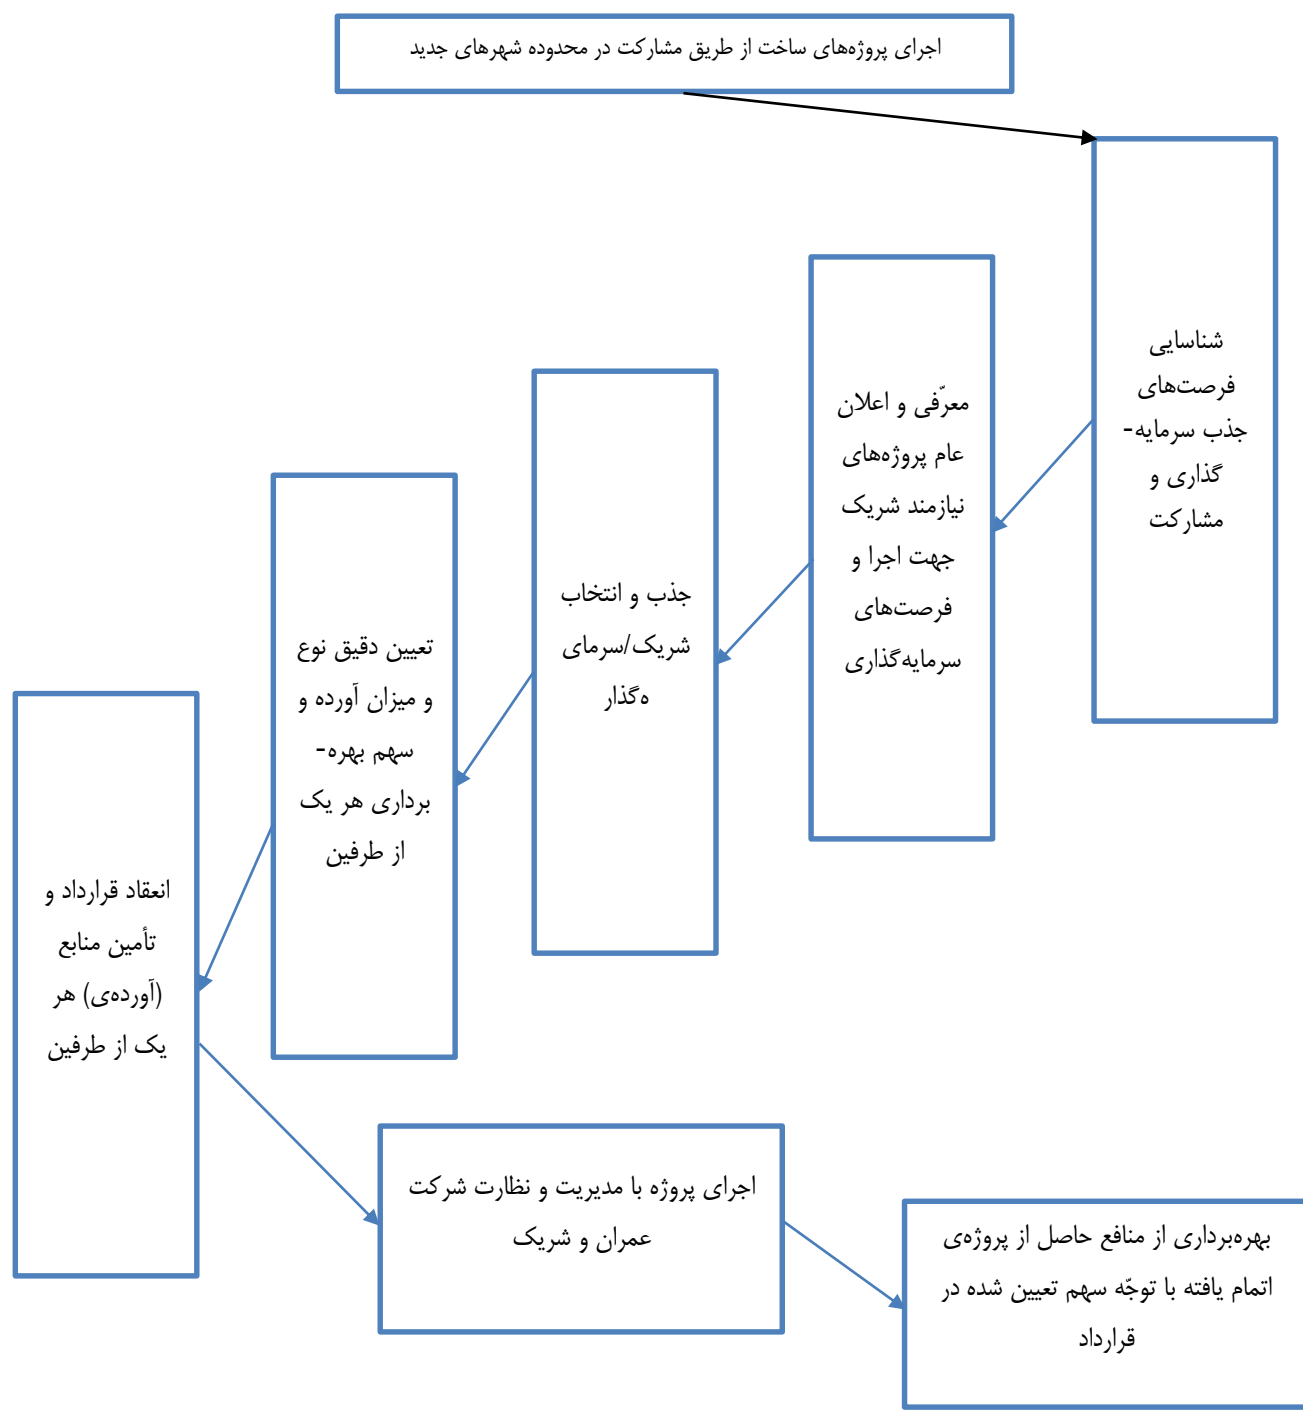 اجرای پروژه‌های ساخت از طریق مشارکت در محدوده شهرهای جدید
شناسایی
فرصت‌های
جذب سرمایه-
گذاری و
مشارکت
معرّفی و اعلان
عام پروژه‌های
نیازمند شریک
جهت اجرا و
فرصت‌های
سرمایه‌گذاری
جذب و انتخاب
شریک/سرمای
ه‌گذار
تعیین دقیق نوع
و میزان آورده و
سهم بهره-
برداری هر یک
از طرفین
انعقاد قرارداد و
تأمین منابع
(آورده‌ی) هر
یک از طرفین
اجرای پروژه با مدیریت و نظارت شرکت
عمران و شریک
بهره‌برداری از منافع حاصل از پروژه‌ی
اتمام یافته با توجّه سهم تعیین شده در
قرارداد